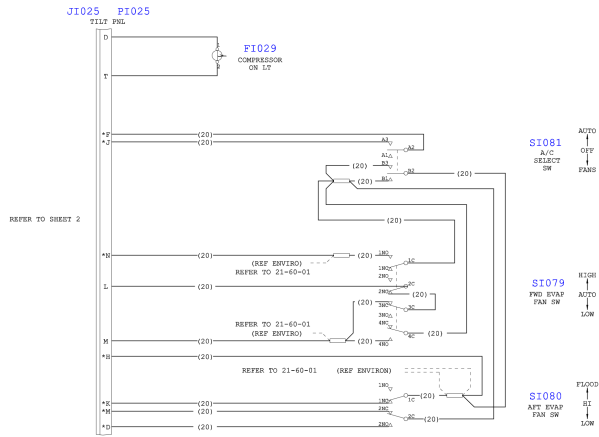 JI025 PI025
TILT PNL
D
1
FI029
COMPRESSOR
ON LT
2
T
*F (20)
*J (20)
A3
A2
A1
B3
(20)
B2
(20)
(20)
B1
SI081
A/C
SELECT
SW
AUTO
OFF
FANS
REFER TO SHEET 2
*N (20)
(20)
1NO
1C
(REF ENVIRO)
REFER TO 21-60-01
1NC
2NO
L (20)
2C
2NC
(20)
(20)
3NC
3C
3NO
4NC
REFER TO 21-60-01
(REF ENVIRO)
4C
(20)
M (20)
(20)
4NO
SI079
FWD EVAP
FAN SW
HIGH
AUTO
LOW
*H (20)
REFER TO 21-60-01 (REF ENVIRON)
1NO
*K (20)
1NC
1C
(20)
*M (20)
2NC
2C
(20)
*D (20)
2NO
SI080
AFT EVAP
FAN SW
FLOOD
HI
LOW